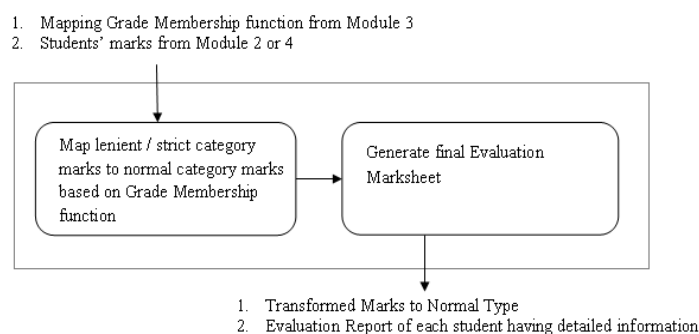 1. Mapping Grade Membership function from Module 3
2. Students' marks from Module 2 or 4
Map lenient / strict category
marks to normal category marks
based on Grade Membership
function
Generate final Evaluation
Marksheet
1. Transformed Marks to Normal Type
2. Evaluation Report of each student having detailed information